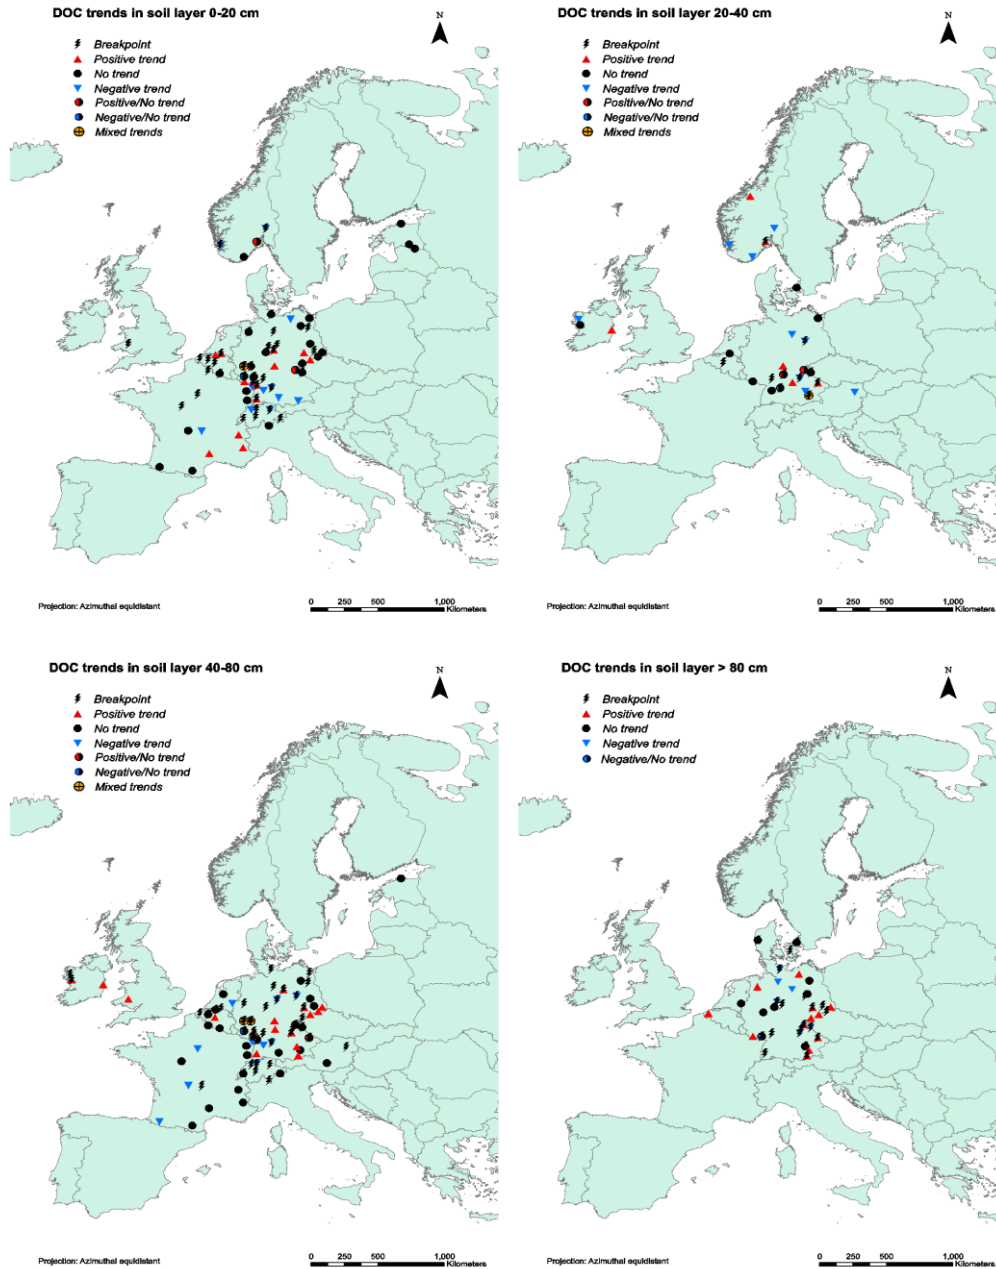 DOC trends in soil layer 0-20 cm
N
Breakpoint
Positive trend
No trend
Negative trend
Positive/No trend
Negative/No trend
Mixed trends
Projection: Azimuthal equidistant
0 250 500 1,000
Kilometers
DOC trends in soil layer 20-40 cm
N
Breakpoint
Positive trend
No trend
Negative trend
Positive/No trend
Negative/No trend
Mixed trends
Projection: Azimuthal equidistant
0 250 500 1,000
Kilometers
DOC trends in soil layer 40-80 cm
N
Breakpoint
Positive trend
No trend
Negative trend
Positive/No trend
Negative/No trend
Mixed trends
Projection: Azimuthal equidistant
0 250 500 1,000
Kilometers
DOC trends in soil layer > 80 cm
N
Breakpoint
Positive trend
No trend
Negative trend
Negative/No trend
Projection: Azimuthal equidistant
0 250 500 1,000
Kilometers